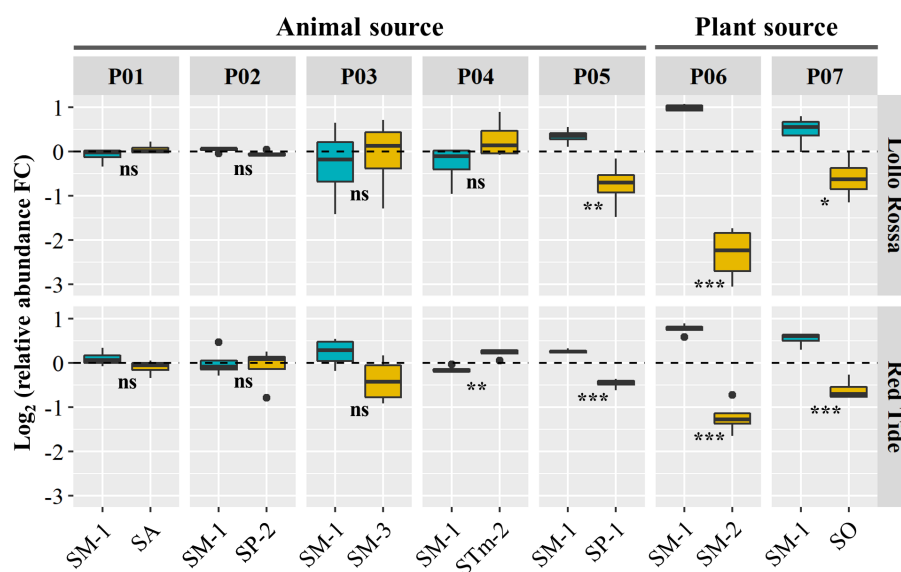 Animal source Plant source
P01 P02 P03 P04 P05 P06 P07
Log2 (relative abundance FC)
1
0
-1
-2
-3
ns ns ns ns ** *** *
Lollo Rossa
1
0
-1
-2
-3
ns ns ns ** *** *** ***
Red Tide
SM-1 SA SM-1 SP-2 SM-1 SM-3 SM-1 STm-2 SM-1 SP-1 SM-1 SM-2 SM-1 SO